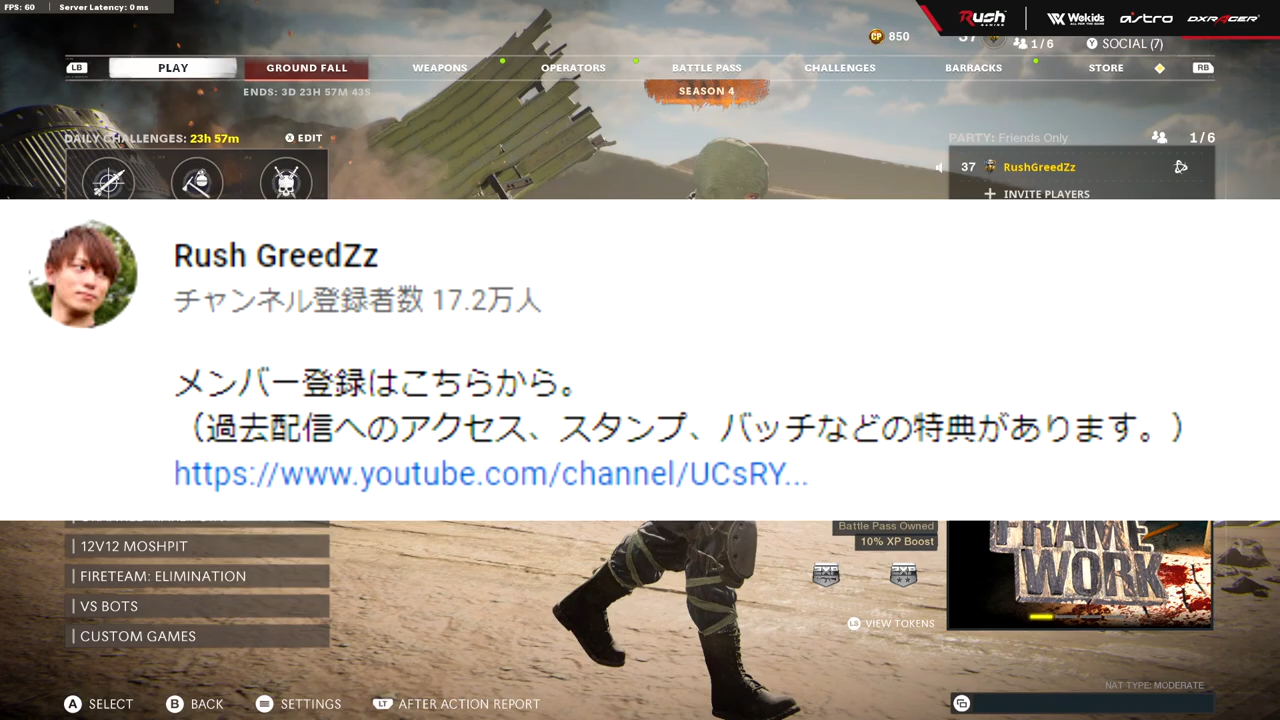 FPS: 60 Server Latency: 0 ms
Rush GAMING Wekids ASTRO DXRACER
850
37 1/6 Y SOCIAL (7)
LB PLAY GROUND FALL WEAPONS OPERATORS BATTLE PASS CHALLENGES BARRACKS STORE RB
ENDS: 3D 23H 57M 43S
SEASON 4
DAILY CHALLENGES: 23h 57m X EDIT
PARTY: Friends Only 1/6
37 RushGreedZz
INVITE PLAYERS
Rush GreedZz
チャンネル登録者数 17.2万人
メンバー登録はこちらから。
（過去配信へのアクセス、スタンプ、バッチなどの特典があります。）
https://www.youtube.com/channel/UCsRY...
Battle Pass Owned
10% XP Boost
FRAME
WORK
12V12 MOSHPIT
FIRETEAM: ELIMINATION
VS BOTS
CUSTOM GAMES
LS VIEW TOKENS
NAT TYPE: MODERATE
A SELECT B BACK SETTINGS LT AFTER ACTION REPORT